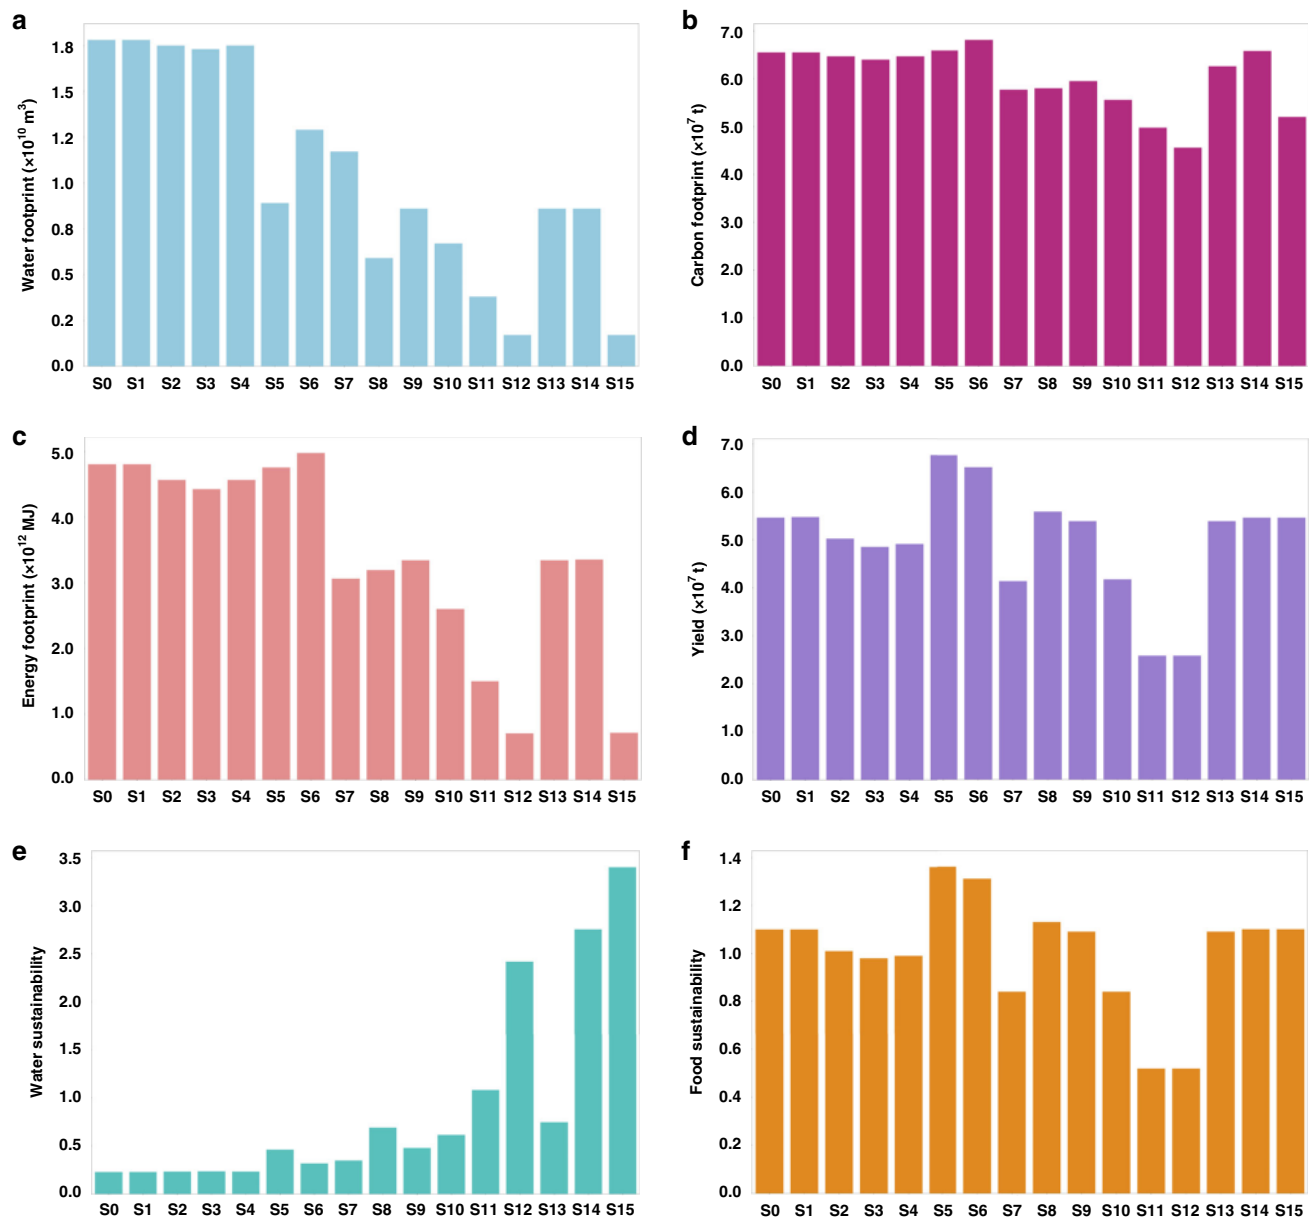 a
Water footprint (×10¹⁰ m³)
1.8
1.5
1.2
1.0
0.8
0.5
0.2
0.0
S0 S1 S2 S3 S4 S5 S6 S7 S8 S9 S10 S11 S12 S13 S14 S15
b
Carbon footprint (×10⁷ t)
7.0
6.0
5.0
4.0
3.0
2.0
1.0
0.0
S0 S1 S2 S3 S4 S5 S6 S7 S8 S9 S10 S11 S12 S13 S14 S15
c
Energy footprint (×10¹² MJ)
5.0
4.0
3.0
2.0
1.0
0.0
S0 S1 S2 S3 S4 S5 S6 S7 S8 S9 S10 S11 S12 S13 S14 S15
d
Yield (×10⁷ t)
7.0
6.0
5.0
4.0
3.0
2.0
1.0
0.0
S0 S1 S2 S3 S4 S5 S6 S7 S8 S9 S10 S11 S12 S13 S14 S15
e
Water sustainability
3.5
3.0
2.5
2.0
1.5
1.0
0.5
0.0
S0 S1 S2 S3 S4 S5 S6 S7 S8 S9 S10 S11 S12 S13 S14 S15
f
Food sustainability
1.4
1.2
1.0
0.8
0.6
0.4
0.2
0.0
S0 S1 S2 S3 S4 S5 S6 S7 S8 S9 S10 S11 S12 S13 S14 S15